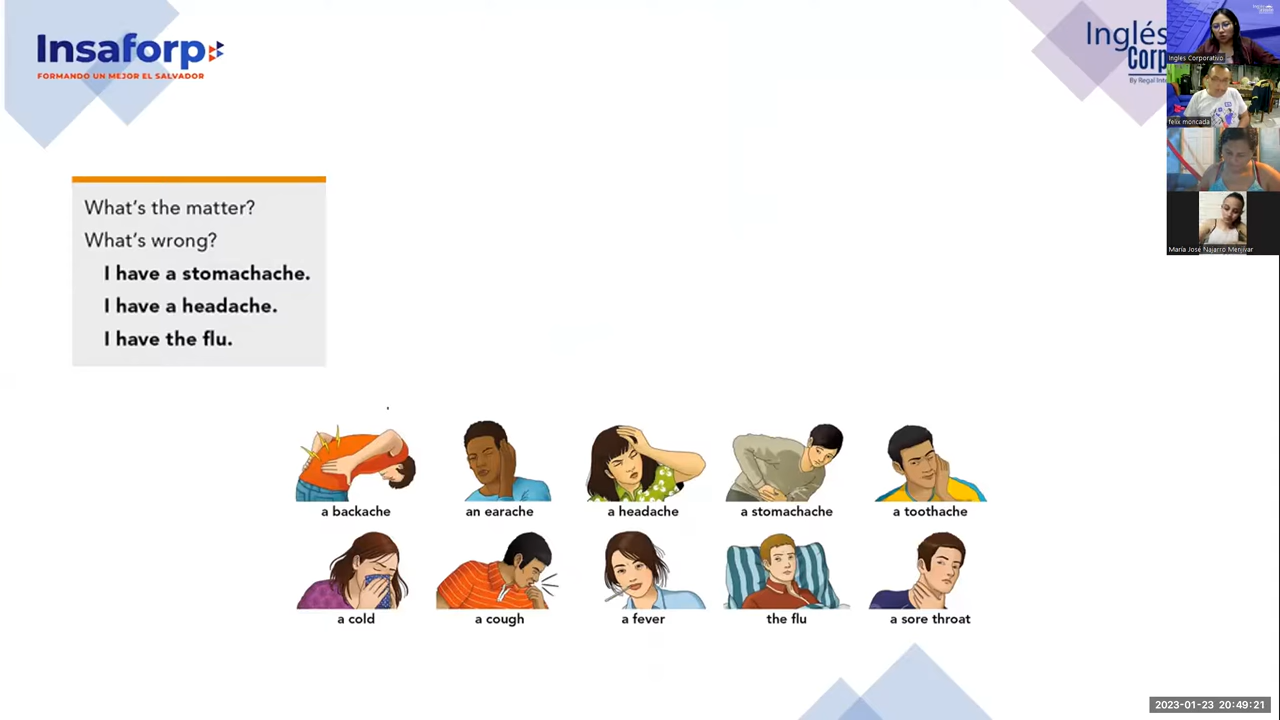 Insaforp
FORMANDO UN MEJOR EL SALVADOR
Inglés
Corp
Ingles Corporativo
felix moncada
María José Najarro Menjívar
What's the matter?
What's wrong?
I have a stomachache.
I have a headache.
I have the flu.
a backache
an earache
a headache
a stomachache
a toothache
a cold
a cough
a fever
the flu
a sore throat
2023-01-23 20:49:21